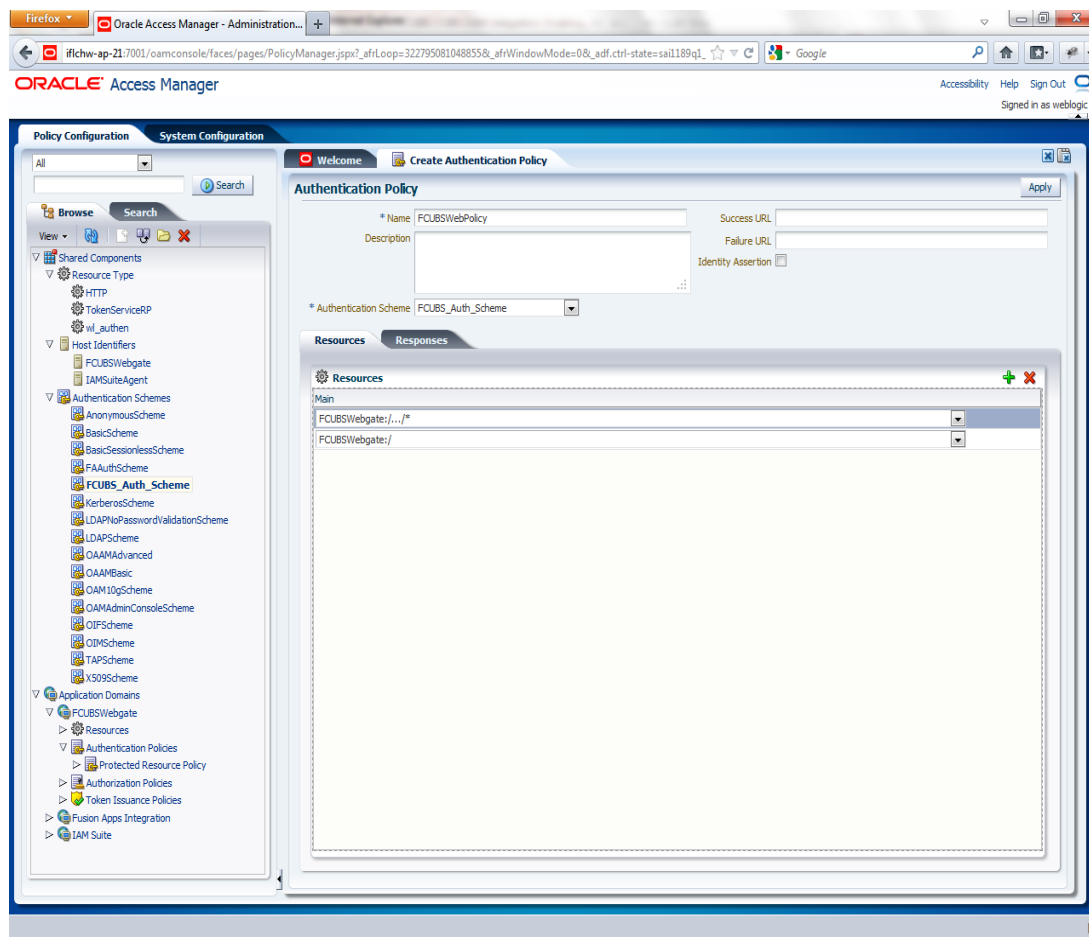 Firefox
Oracle Access Manager - Administration...
iflchw-ap-21:7001/oamconsole/faces/pages/PolicyManager.jspx?_afrLoop=322795081048855&_afrWindowMode=0&_adf.ctrl-state=sail189q1_
Google
ORACLE Access Manager
Accessibility Help Sign Out
Signed in as weblogic
Policy Configuration System Configuration
All
Search
Browse Search
View
Shared Components
Resource Type
HTTP
TokenServiceRP
wl_authen
Host Identifiers
FCUBSWebgate
IAMSuiteAgent
Authentication Schemes
AnonymousScheme
BasicScheme
BasicSessionlessScheme
FAAuthScheme
FCUBS_Auth_Scheme
KerberosScheme
LDAPNoPasswordValidationScheme
LDAPScheme
OAAMAdvanced
OAAMBasic
OAM10gScheme
OAMAdminConsoleScheme
OIFScheme
OIMScheme
TAPScheme
X509Scheme
Application Domains
FCUBSWebgate
Resources
Authentication Policies
Protected Resource Policy
Authorization Policies
Token Issuance Policies
Fusion Apps Integration
IAM Suite
Welcome Create Authentication Policy
Authentication Policy Apply
* Name FCUBSWebPolicy Success URL
Description Failure URL
Identity Assertion
* Authentication Scheme FCUBS_Auth_Scheme
Resources Responses
Resources
Main
FCUBSWebgate:/.../*
FCUBSWebgate:/